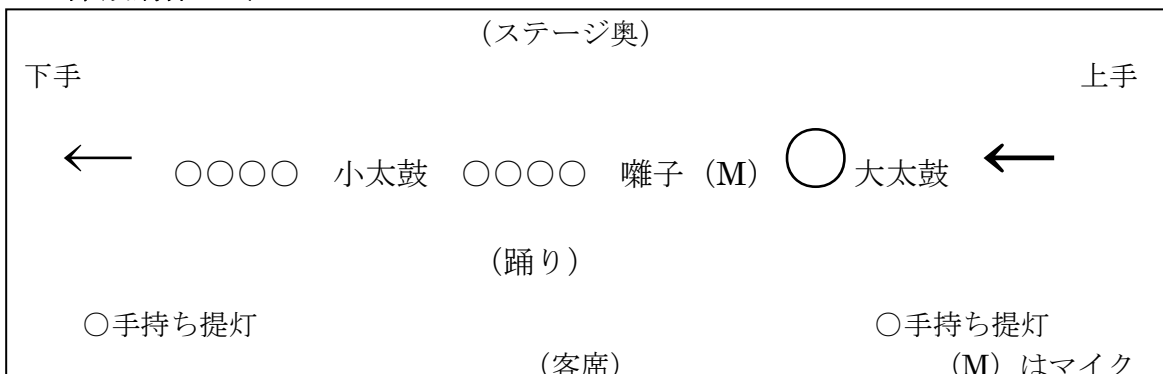 (ステージ奥)
下手 上手
← ○○○○ 小太鼓 ○○○○ 囃子(M) ○大太鼓 ←
(踊り)
○手持ち提灯 ○手持ち提灯
(客席) (M)はマイク